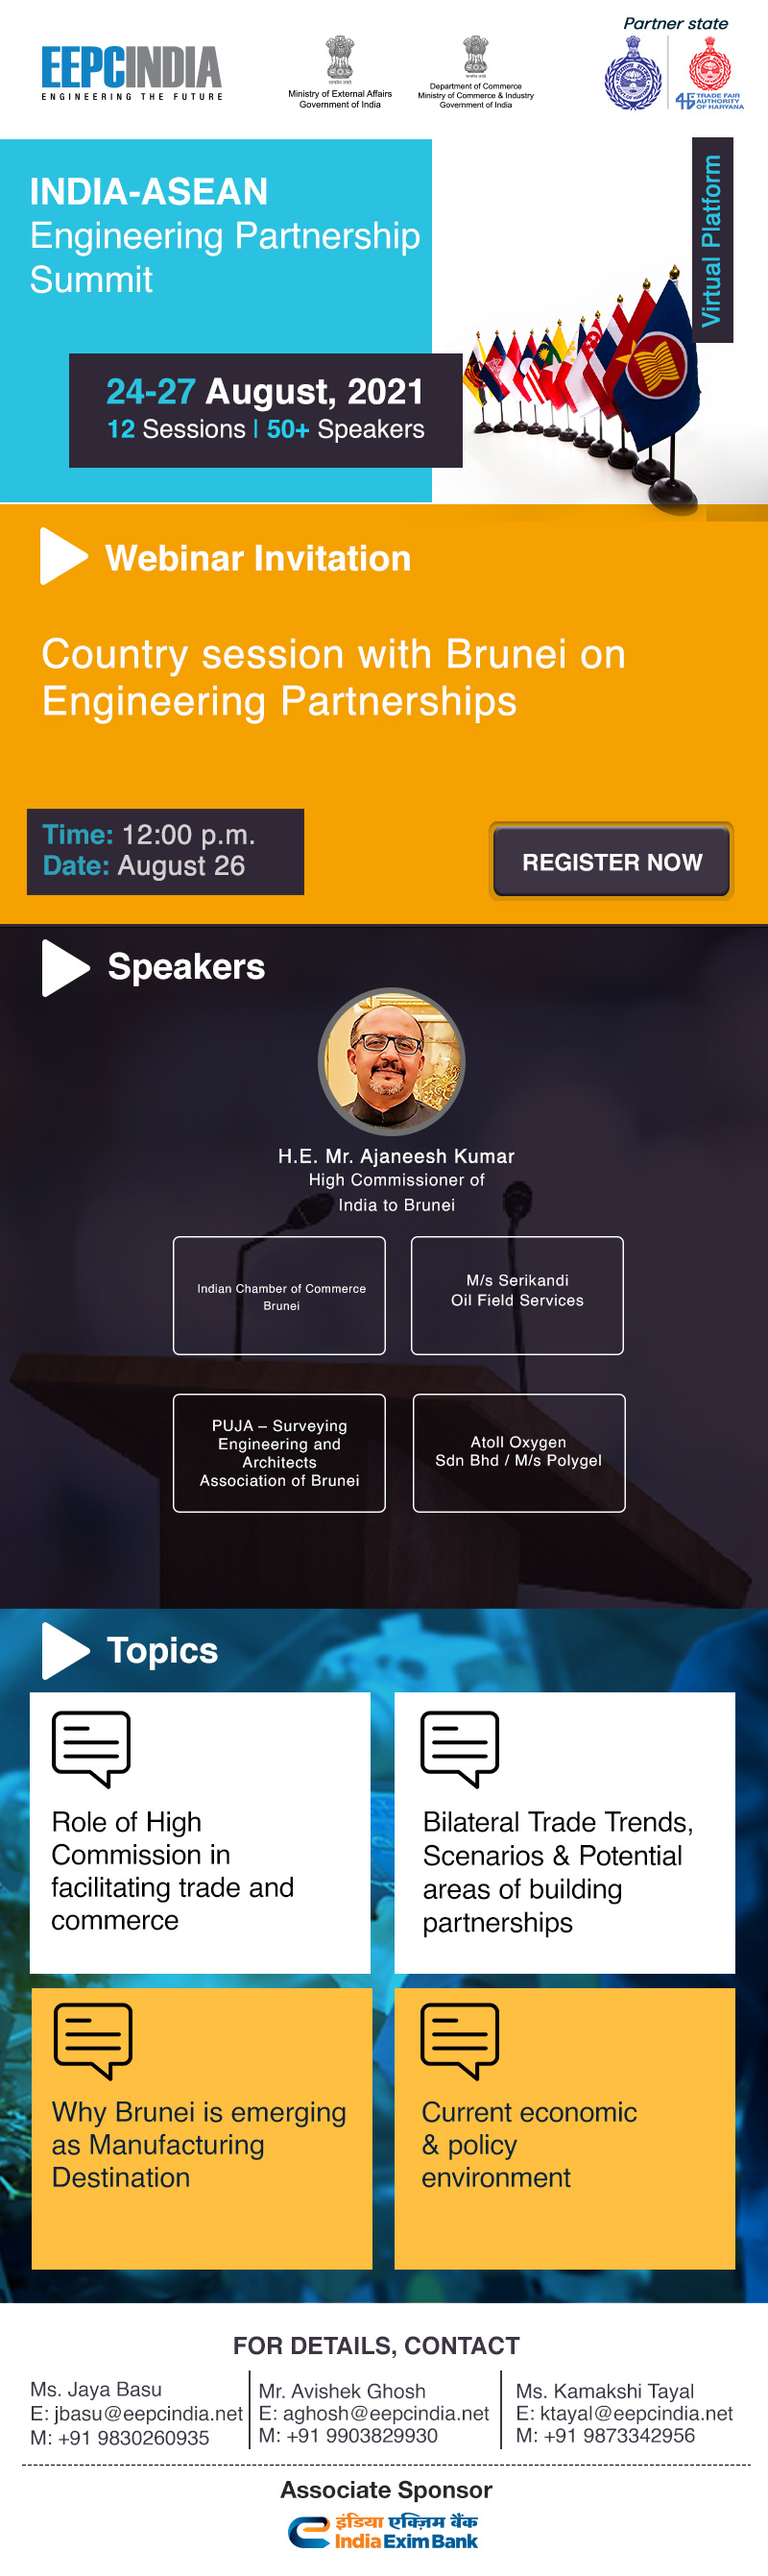 Partner state
EEPCINDIA
ENGINEERING THE FUTURE
Ministry of External Affairs
Government of India
Department of Commerce
Ministry of Commerce & Industry
Government of India
TRADE FAIR
AUTHORITY
OF HARYANA
Virtual Platform
INDIA-ASEAN
Engineering Partnership
Summit
24-27 August, 2021
12 Sessions | 50+ Speakers
Webinar Invitation
Country session with Brunei on
Engineering Partnerships
Time: 12:00 p.m.
Date: August 26
REGISTER NOW
Speakers
H.E. Mr. Ajaneesh Kumar
High Commissioner of
India to Brunei
Indian Chamber of Commerce
Brunei
M/s Serikandi
Oil Field Services
PUJA – Surveying
Engineering and
Architects
Association of Brunei
Atoll Oxygen
Sdn Bhd / M/s Polygel
Topics
Role of High
Commission in
facilitating trade and
commerce
Bilateral Trade Trends,
Scenarios & Potential
areas of building
partnerships
Why Brunei is emerging
as Manufacturing
Destination
Current economic
& policy
environment
FOR DETAILS, CONTACT
Ms. Jaya Basu
E: jbasu@eepcindia.net
M: +91 9830260935
Mr. Avishek Ghosh
E: aghosh@eepcindia.net
M: +91 9903829930
Ms. Kamakshi Tayal
E: ktayal@eepcindia.net
M: +91 9873342956
Associate Sponsor
इंडिया एक्ज़िम बैंक
India Exim Bank